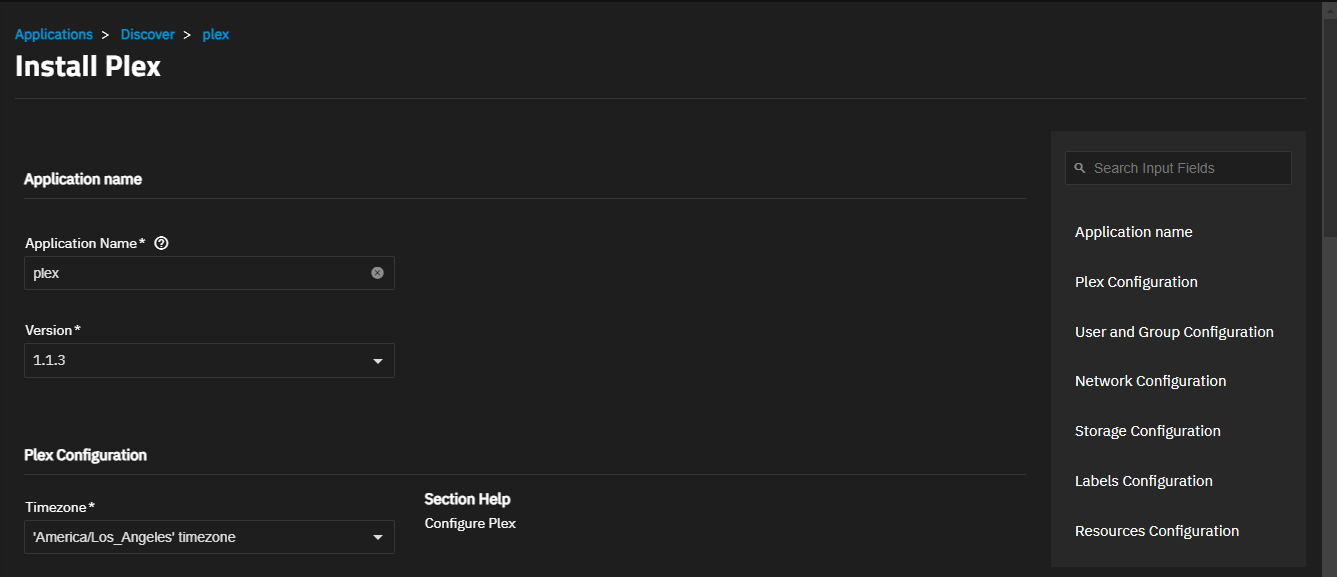 Applications > Discover > plex
Install Plex
Application name
Application Name*
plex
Version*
1.1.3
Plex Configuration
Timezone*
'America/Los_Angeles' timezone
Section Help
Configure Plex
Search Input Fields
Application name
Plex Configuration
User and Group Configuration
Network Configuration
Storage Configuration
Labels Configuration
Resources Configuration